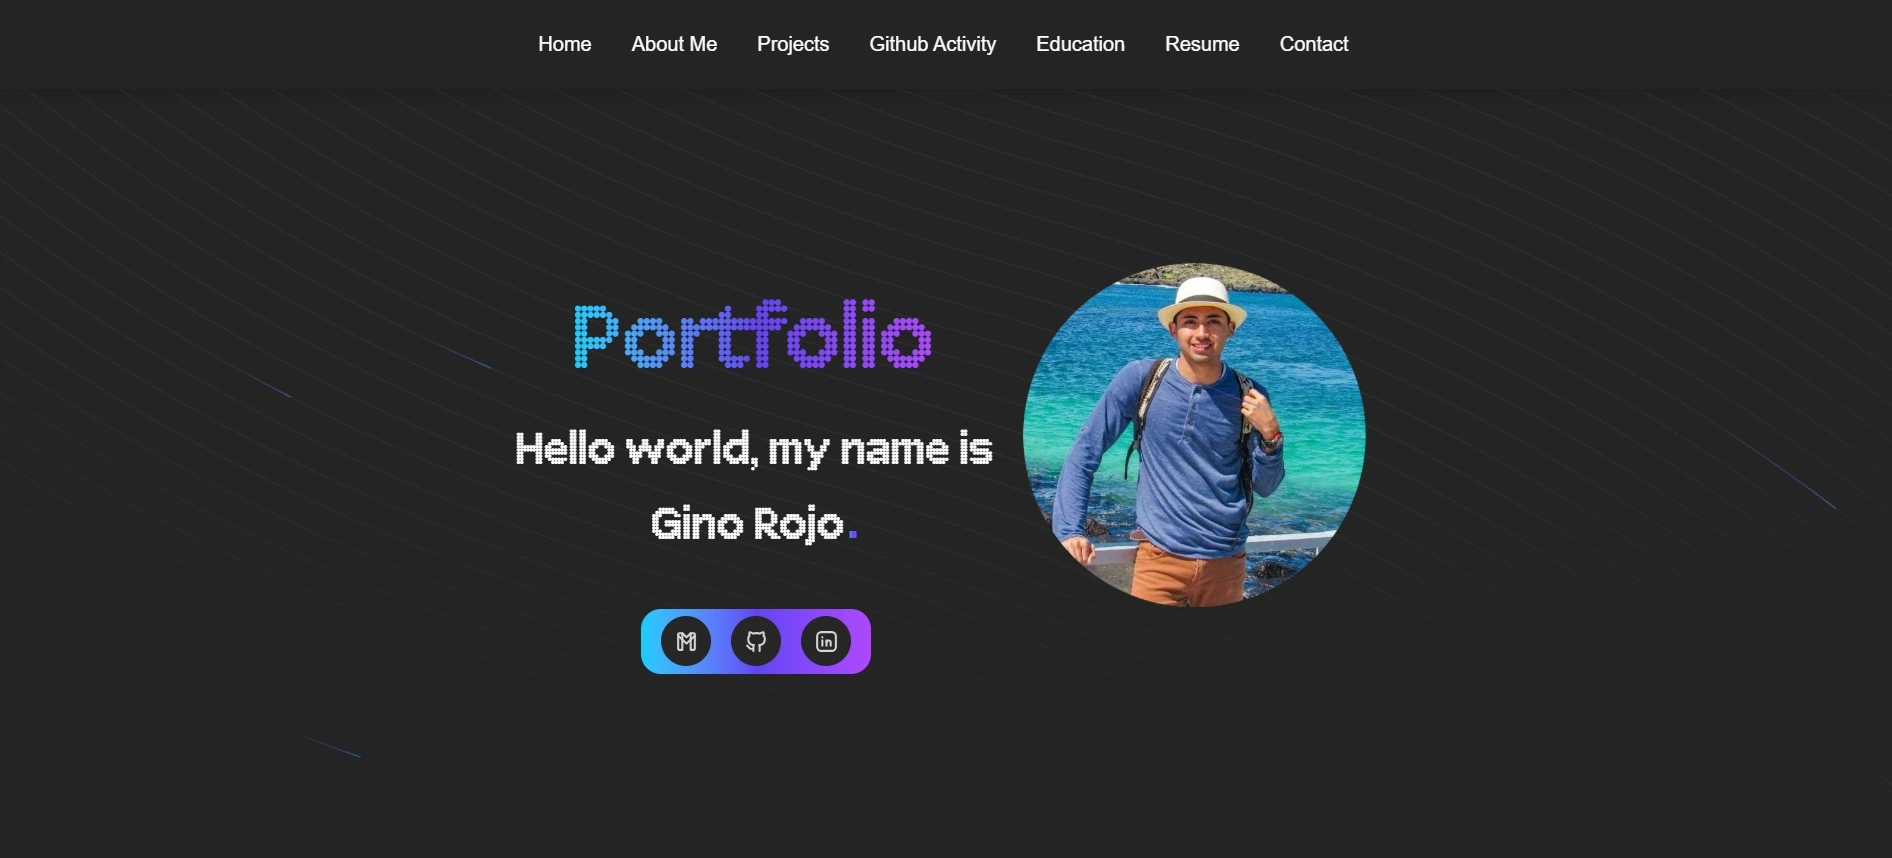 Home About Me Projects Github Activity Education Resume Contact
Portfolio
Hello world, my name is
Gino Rojo.